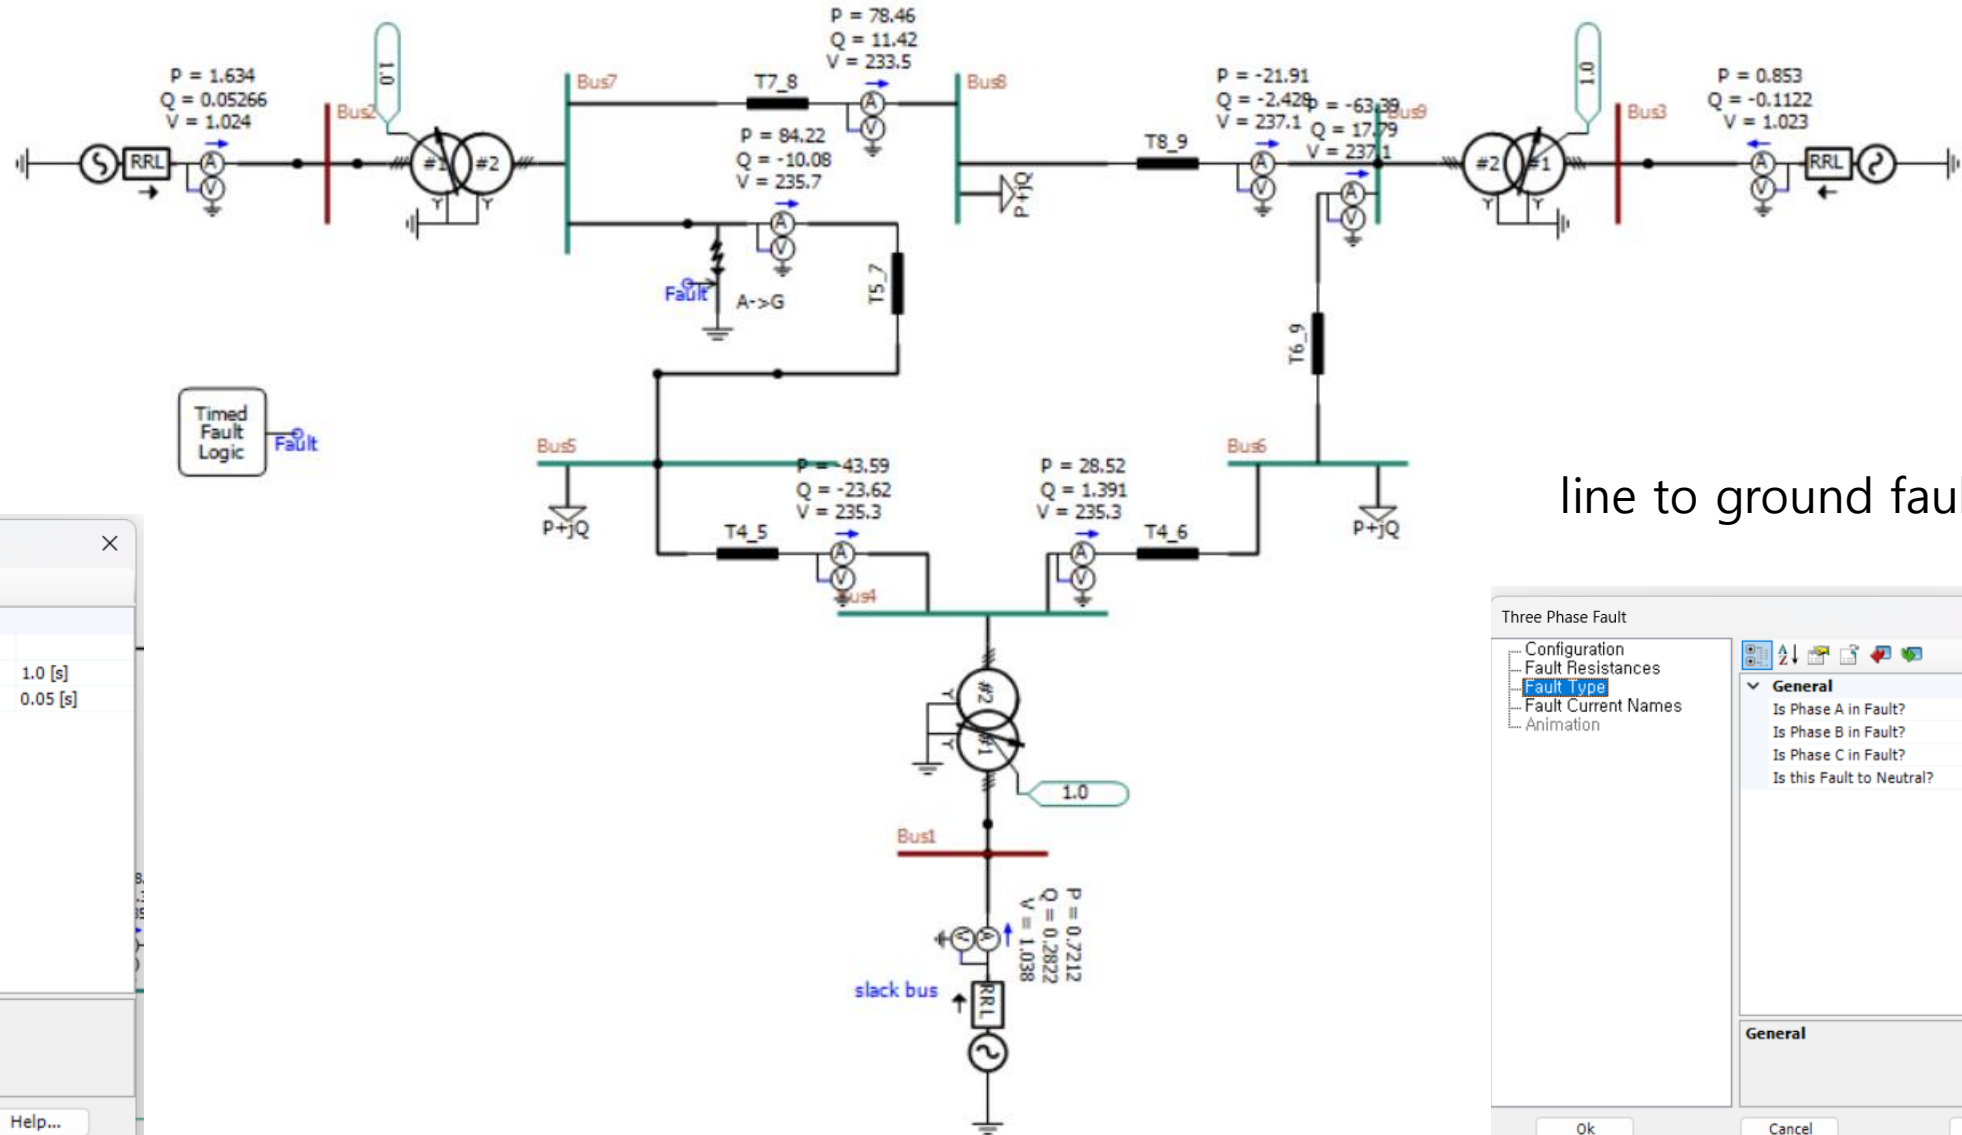 P = 78.46
Q = 11.42
V = 233.5
P = 1.634
Q = 0.05266
V = 1.024
1.0
Bus2
Bus7
T7_8
Bus8
P = -21.91
Q = -2.428
V = 237.1
P = -63.39
Q = 17.79
V = 237.1
Bus9
1.0
Bus3
P = 0.853
Q = -0.1122
V = 1.023
P = 84.22
Q = -10.08
V = 235.7
RRL
A
V
#1
#2
Y
Y
A
V
P+jQ
T8_9
A
V
A
V
#2
#1
Y
Y
A
V
RRL
A
V
Fault
A->G
T5_7
T6_9
Timed
Fault
Logic
Fault
Bus5
P = -43.59
Q = -23.62
V = 235.3
P = 28.52
Q = 1.391
V = 235.3
Bus6
P+jQ
T4_5
A
V
A
V
T4_6
P+jQ
Bus4
line to ground faul
#2
#1
Y
Y
1.0
Bus1
P = 0.7212
Q = 0.2822
V = 1.038
V
A
slack bus
RRL
1.0 [s]
0.05 [s]
Help...
Three Phase Fault
Configuration
Fault Resistances
Fault Type
Fault Current Names
Animation
General
Is Phase A in Fault?
Is Phase B in Fault?
Is Phase C in Fault?
Is this Fault to Neutral?
General
Ok
Cancel